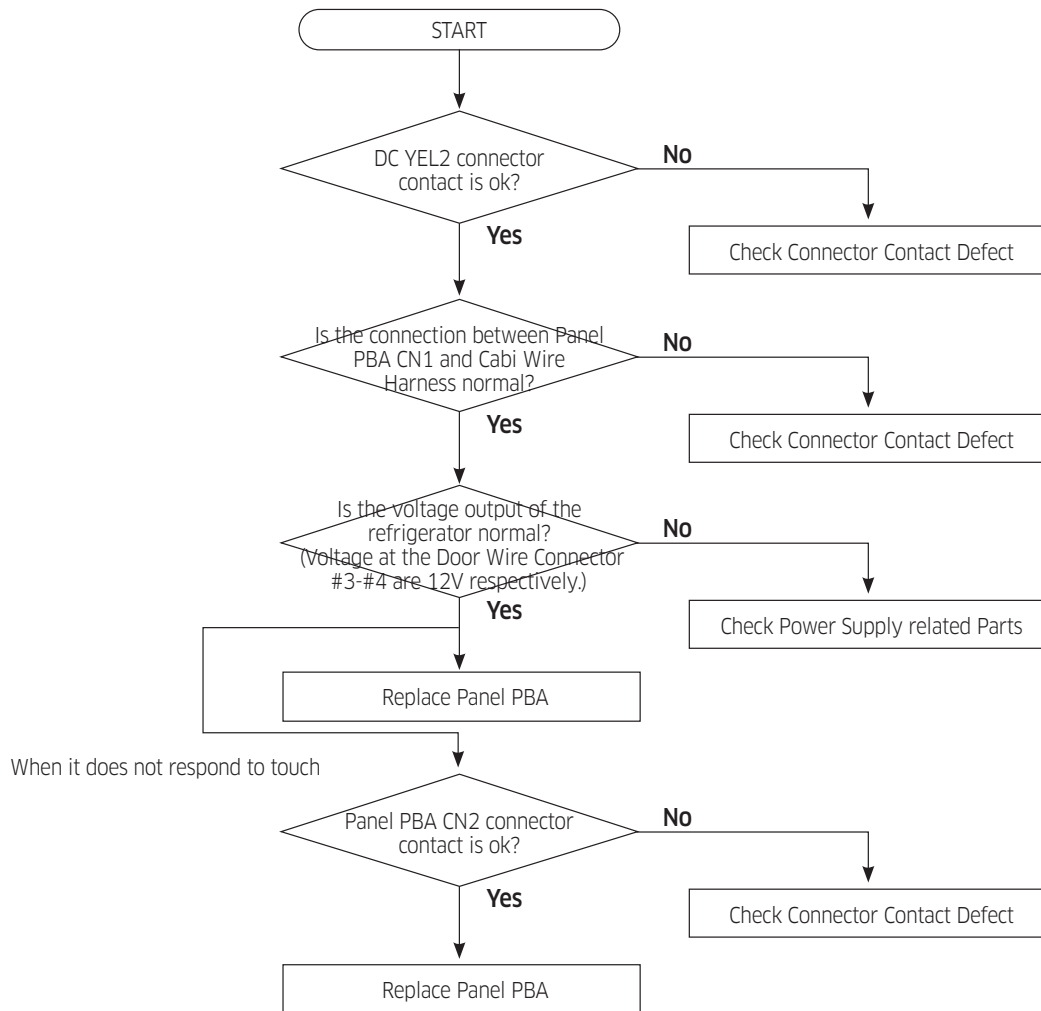 START
DC YEL2 connector
contact is ok?
No
Yes
Check Connector Contact Defect
Is the connection between Panel
PBA CN1 and Cabi Wire
Harness normal?
No
Yes
Check Connector Contact Defect
Is the voltage output of the
refrigerator normal?
(Voltage at the Door Wire Connector
#3-#4 are 12V respectively.)
No
Yes
Check Power Supply related Parts
Replace Panel PBA
When it does not respond to touch
Panel PBA CN2 connector
contact is ok?
No
Yes
Check Connector Contact Defect
Replace Panel PBA